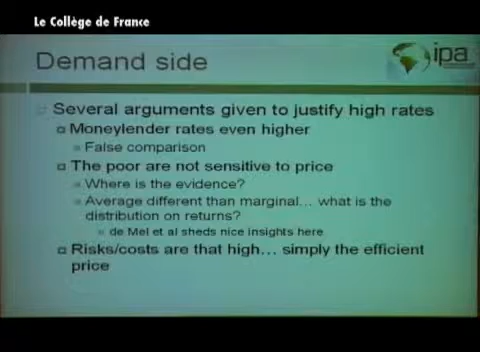 Le Collège de France
Demand side
ipa
Several arguments given to justify high rates
Moneylender rates even higher
False comparison
The poor are not sensitive to price
Where is the evidence?
Average different than marginal... what is the
distribution on returns?
de Mel et al sheds nice insights here
Risks/costs are that high... simply the efficient
price